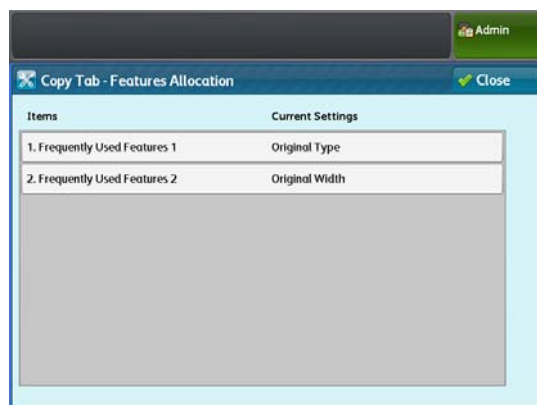 Admin
Copy Tab - Features Allocation
Close
Items Current Settings
1. Frequently Used Features 1 Original Type
2. Frequently Used Features 2 Original Width